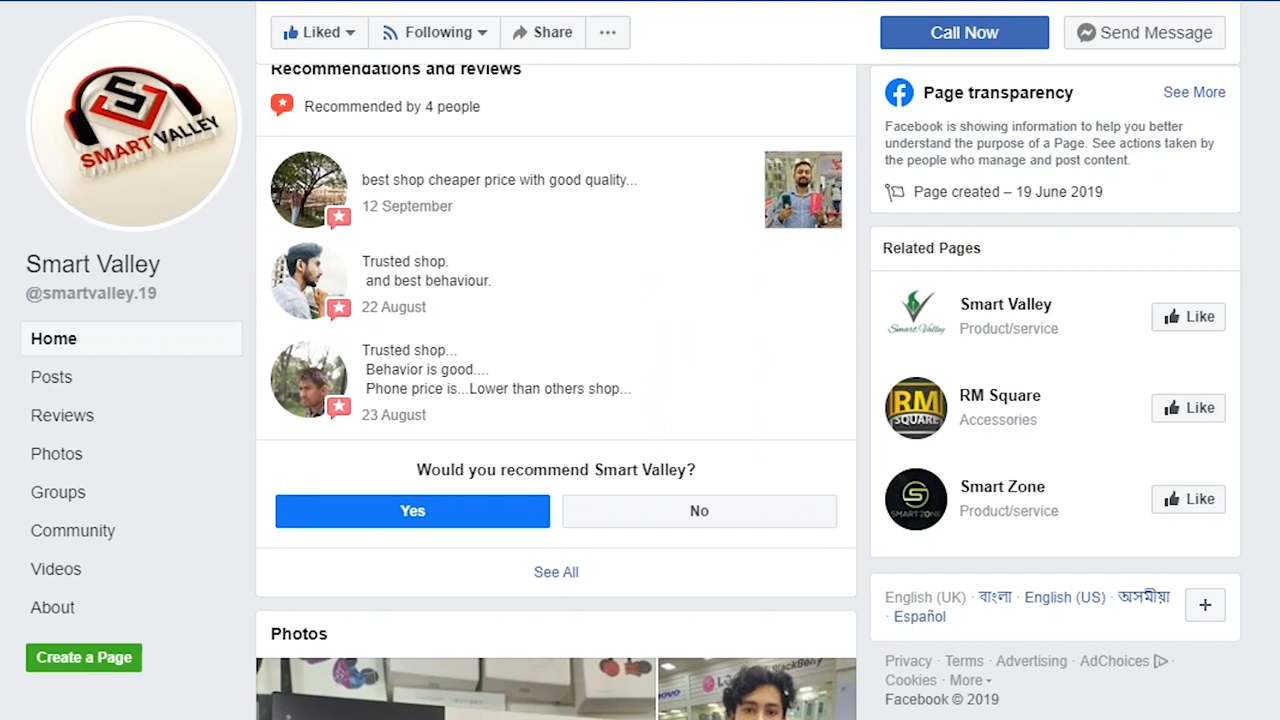 SMART VALLEY
Smart Valley
@smartvalley.19
Home
Posts
Reviews
Photos
Groups
Community
Videos
About
Create a Page
Liked
Following
Share
Call Now
Send Message
Recommendations and reviews
Recommended by 4 people
best shop cheaper price with good quality...
12 September
Trusted shop.
and best behaviour.
22 August
Trusted shop...
Behavior is good....
Phone price is...Lower than others shop...
23 August
Would you recommend Smart Valley?
Yes
No
See All
Photos
BlackBerry
Page transparency
See More
Facebook is showing information to help you better
understand the purpose of a Page. See actions taken by
the people who manage and post content.
Page created – 19 June 2019
Related Pages
Smart Valley
Smart Valley
Product/service
Like
RM
SQUARE
RM Square
Accessories
Like
SMART ZONE
Smart Zone
Product/service
Like
English (UK) · বাংলা · English (US) · অসমীয়া
· Español
Privacy · Terms · Advertising · AdChoices ·
Cookies · More
Facebook © 2019